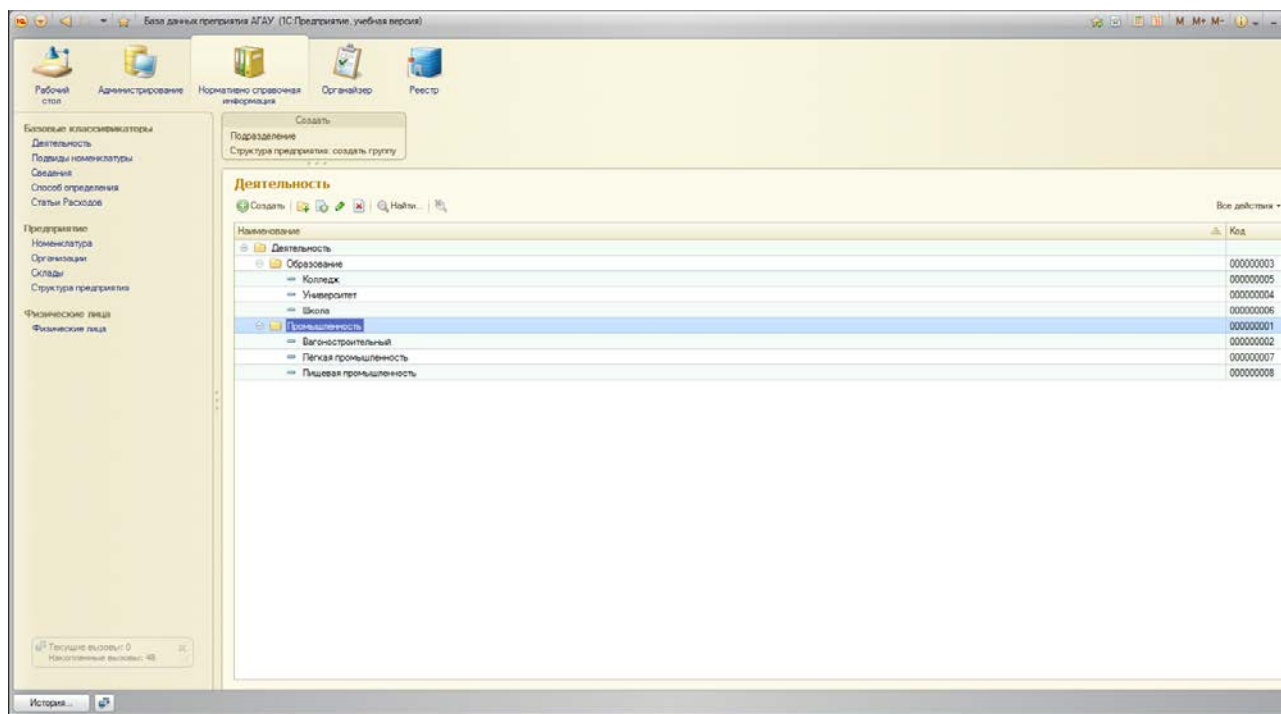 База данных преприятия АГАУ (1С:Предприятие, учебная версия)
M M+ M-
Рабочий стол
Администрирование
Нормативно справочная информация
Органайзер
Реестр
Базовые классификаторы
Деятельность
Подвиды номенклатуры
Сведения
Способ определения
Статьи Расходов
Предприятие
Номенклатура
Организации
Склады
Структура предприятия
Физические лица
Физические лица
Создать
Подразделение
Структура предприятия: создать группу
Деятельность
Создать
Найти...
Все действия
Наименование Код
Деятельность
Образование 000000003
Колледж 000000005
Университет 000000004
Школа 000000006
Промышленность 000000001
Вагоностроительный 000000002
Лёгкая промышленность 000000007
Пищевая промышленность 000000008
Текущие вызовы: 0
Накопленные вызовы: 48
История...